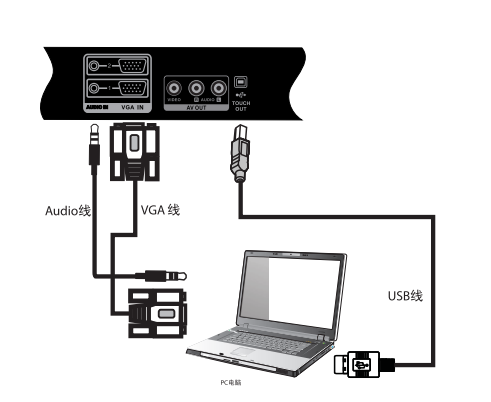 2
1
AUDIO IN VGA IN
VIDEO R AUDIO L
AV OUT
TOUCH
OUT
Audio线
VGA 线
USB线
PC电脑